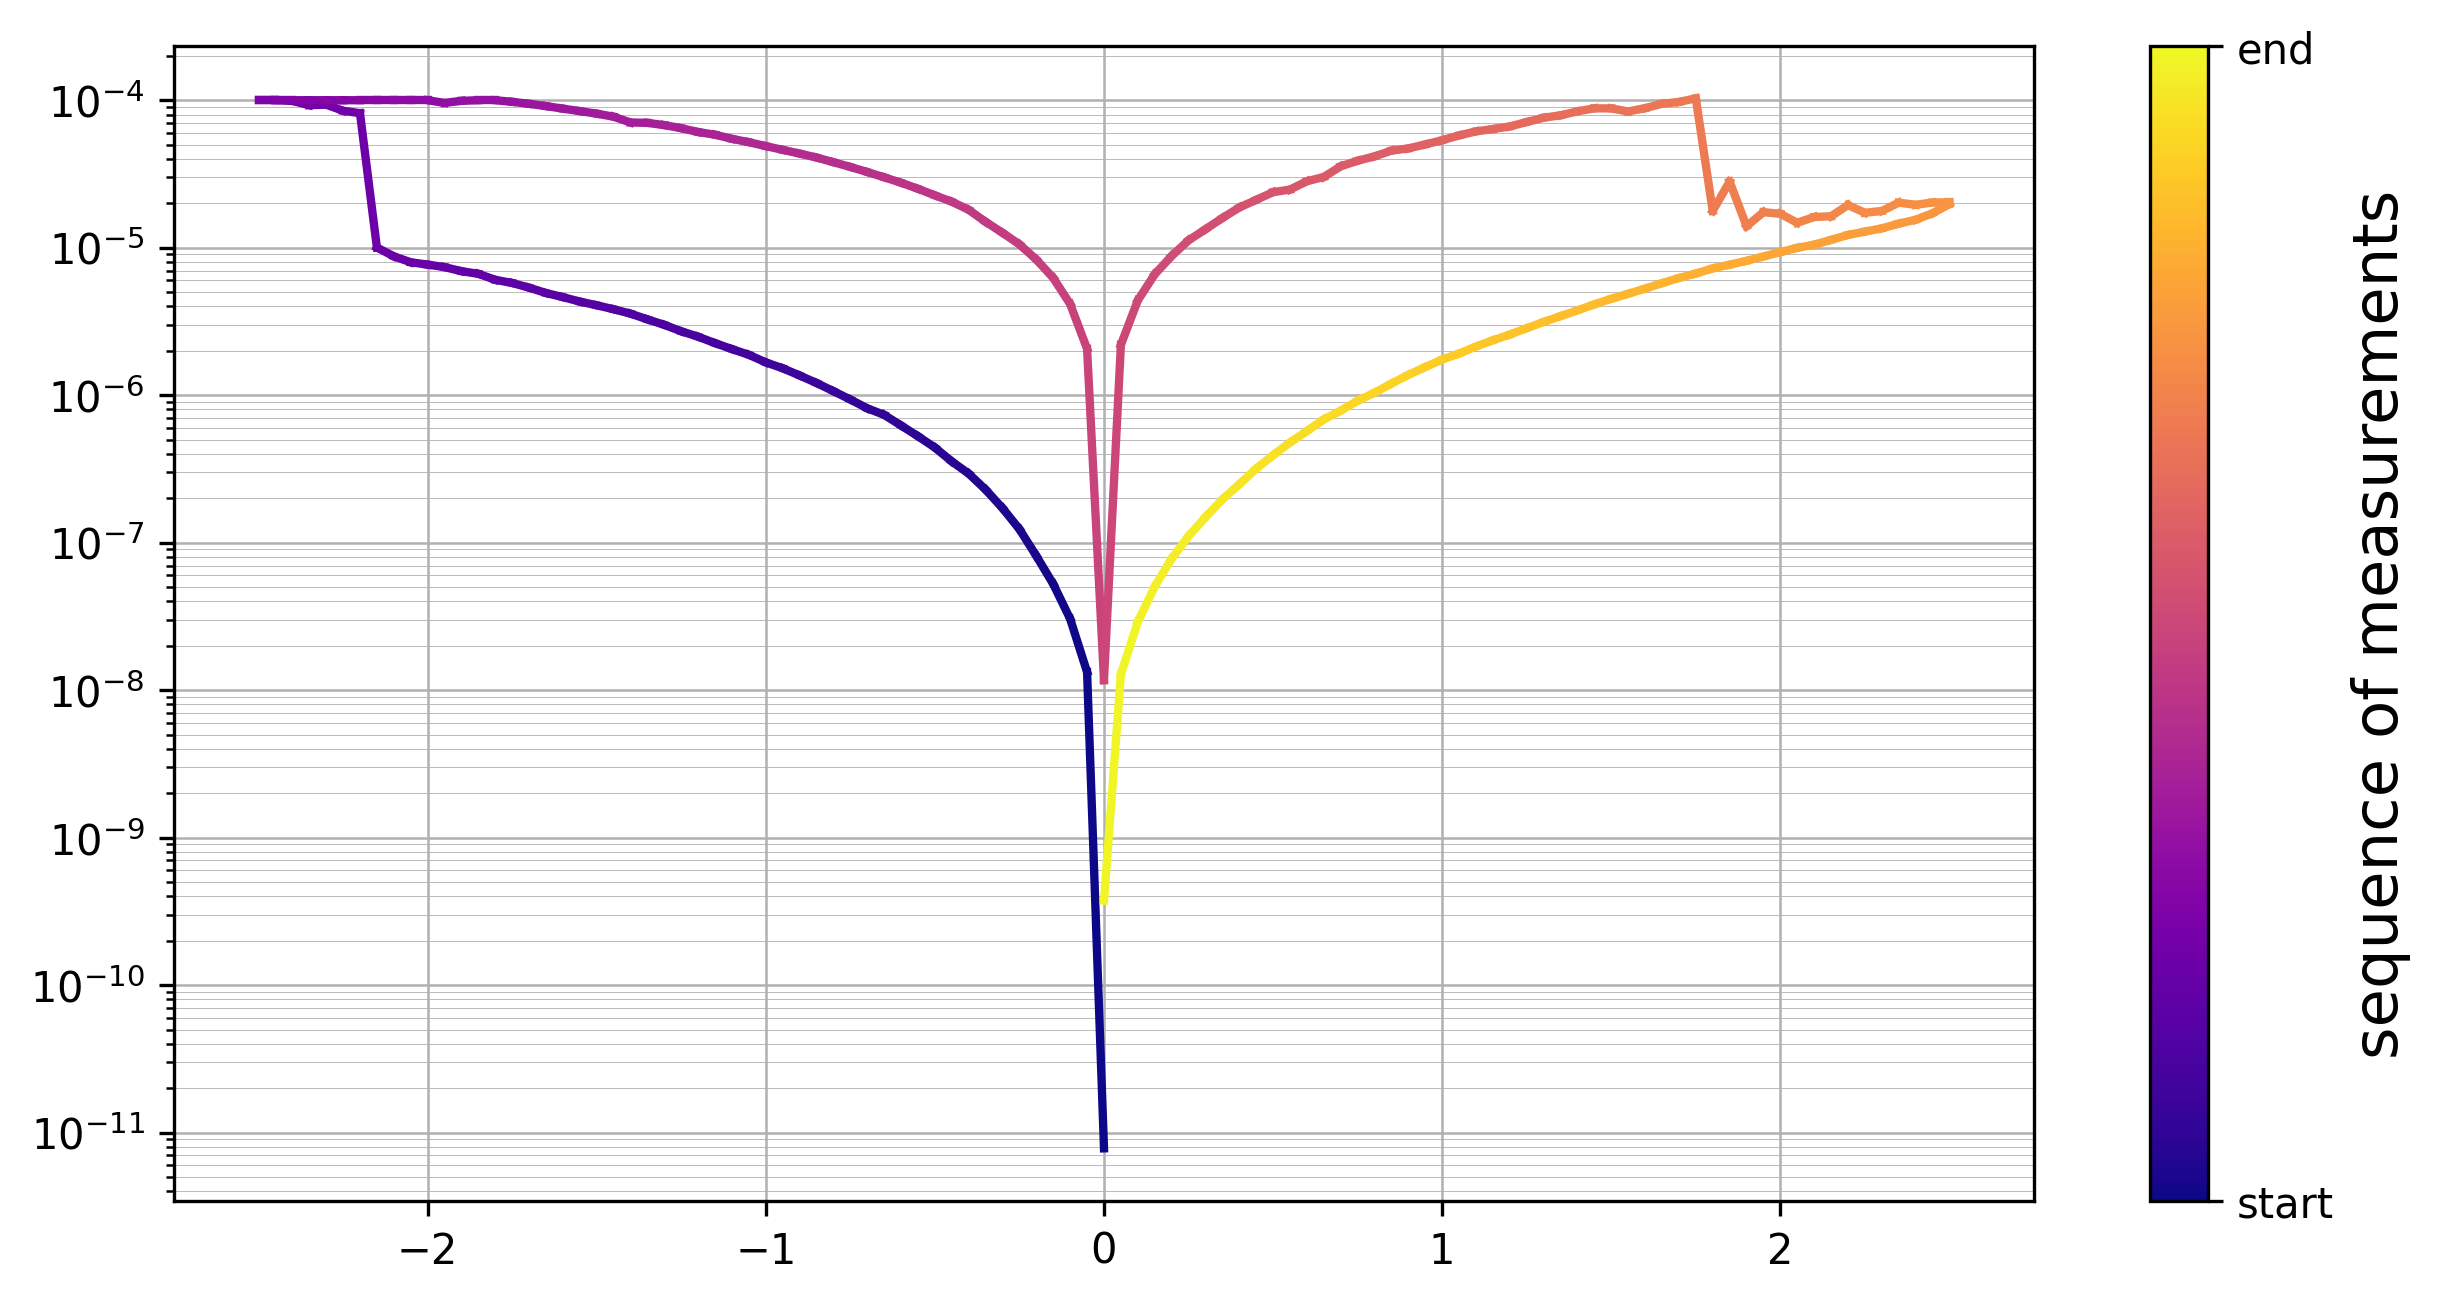 10⁻⁴
10⁻⁵
10⁻⁶
10⁻⁷
10⁻⁸
10⁻⁹
10⁻¹⁰
10⁻¹¹
−2 −1 0 1 2
end
start
sequence of measurements